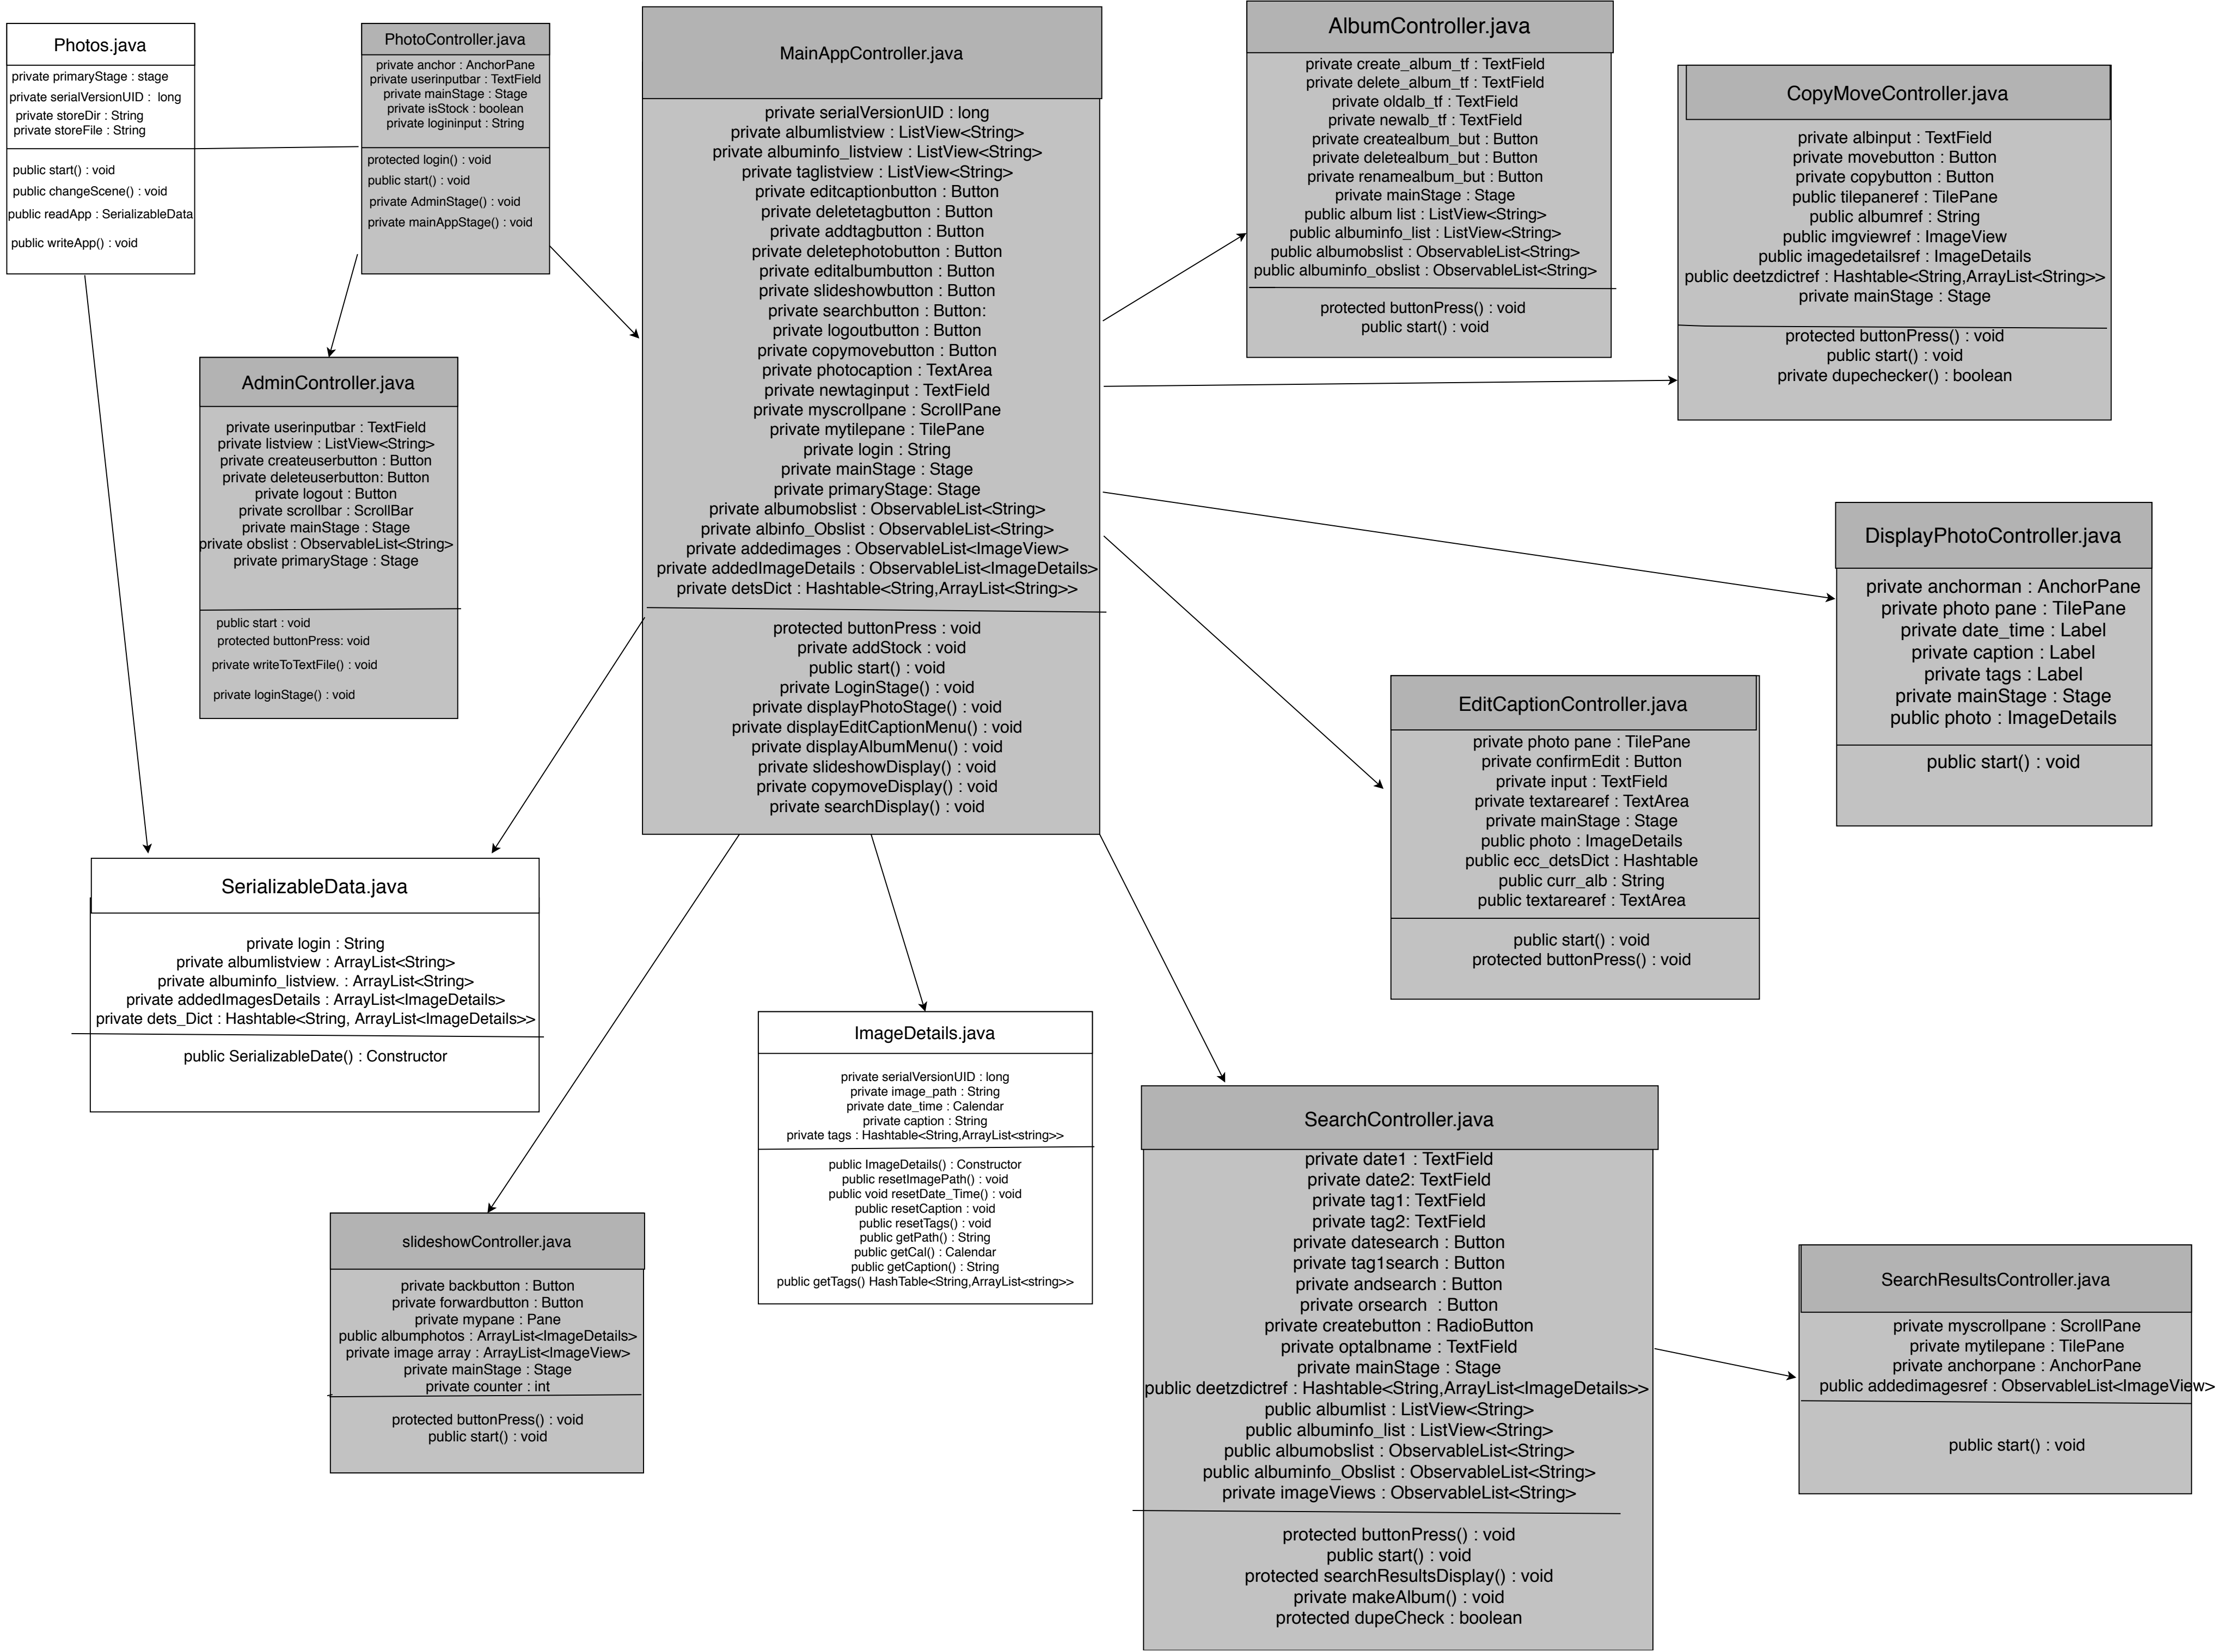 Photos.java
private primaryStage : stage
private serialVersionUID :  long
private storeDir : String
private storeFile : String
public start() : void
public changeScene() : void
public readApp : SerializableData
public writeApp() : void
PhotoController.java
private anchor : AnchorPane
private userinputbar : TextField
private mainStage : Stage
private isStock : boolean
private logininput : String
protected login() : void
public start() : void
private AdminStage() : void
private mainAppStage() : void
MainAppController.java
private serialVersionUID : long
private albumlistview : ListView<String>
private albuminfo_listview : ListView<String>
private taglistview : ListView<String>
private editcaptionbutton : Button
private deletetagbutton : Button
private addtagbutton : Button
private deletephotobutton : Button
private editalbumbutton : Button
private slideshowbutton : Button
private searchbutton : Button:
private logoutbutton : Button
private copymovebutton : Button
private photocaption : TextArea
private newtaginput : TextField
private myscrollpane : ScrollPane
private mytilepane : TilePane
private login : String
private mainStage : Stage
private primaryStage: Stage
private albumobslist : ObservableList<String>
private albinfo_Obslist : ObservableList<String>
private addedimages : ObservableList<ImageView>
private addedImageDetails : ObservableList<ImageDetails>
private detsDict : Hashtable<String,ArrayList<String>>
protected buttonPress : void
private addStock : void
public start() : void
private LoginStage() : void
private displayPhotoStage() : void
private displayEditCaptionMenu() : void
private displayAlbumMenu() : void
private slideshowDisplay() : void
private copymoveDisplay() : void
private searchDisplay() : void
AlbumController.java
private create_album_tf : TextField
private delete_album_tf : TextField
private oldalb_tf : TextField
private newalb_tf : TextField
private createalbum_but : Button
private deletealbum_but : Button
private renamealbum_but : Button
private mainStage : Stage
public album list : ListView<String>
public albuminfo_list : ListView<String>
public albumobslist : ObservableList<String>
public albuminfo_obslist : ObservableList<String>
protected buttonPress() : void
public start() : void
CopyMoveController.java
private albinput : TextField
private movebutton : Button
private copybutton : Button
public tilepaneref : TilePane
public albumref : String
public imgviewref : ImageView
public imagedetailsref : ImageDetails
public deetzdictref : Hashtable<String,ArrayList<String>>
private mainStage : Stage
protected buttonPress() : void
public start() : void
private dupechecker() : boolean
AdminController.java
private userinputbar : TextField
private listview : ListView<String>
private createuserbutton : Button
private deleteuserbutton: Button
private logout : Button
private scrollbar : ScrollBar
private mainStage : Stage
private obslist : ObservableList<String>
private primaryStage : Stage
public start : void
protected buttonPress: void
private writeToTextFile() : void
private loginStage() : void
DisplayPhotoController.java
private anchorman : AnchorPane
private photo pane : TilePane
private date_time : Label
private caption : Label
private tags : Label
private mainStage : Stage
public photo : ImageDetails
public start() : void
EditCaptionController.java
private photo pane : TilePane
private confirmEdit : Button
private input : TextField
private textarearef : TextArea
private mainStage : Stage
public photo : ImageDetails
public ecc_detsDict : Hashtable
public curr_alb : String
public textarearef : TextArea
public start() : void
protected buttonPress() : void
SerializableData.java
private login : String
private albumlistview : ArrayList<String>
private albuminfo_listview. : ArrayList<String>
private addedImagesDetails : ArrayList<ImageDetails>
private dets_Dict : Hashtable<String, ArrayList<ImageDetails>>
public SerializableDate() : Constructor
ImageDetails.java
private serialVersionUID : long
private image_path : String
private date_time : Calendar
private caption : String
private tags : Hashtable<String,ArrayList<string>>
public ImageDetails() : Constructor
public resetImagePath() : void
public void resetDate_Time() : void
public resetCaption : void
public resetTags() : void
public getPath() : String
public getCal() : Calendar
public getCaption() : String
public getTags() HashTable<String,ArrayList<string>>
SearchController.java
private date1 : TextField
private date2: TextField
private tag1: TextField
private tag2: TextField
private datesearch : Button
private tag1search : Button
private andsearch : Button
private orsearch  : Button
private createbutton : RadioButton
private optalbname : TextField
private mainStage : Stage
public deetzdictref : Hashtable<String,ArrayList<ImageDetails>>
public albumlist : ListView<String>
public albuminfo_list : ListView<String>
public albumobslist : ObservableList<String>
public albuminfo_Obslist : ObservableList<String>
private imageViews : ObservableList<String>
protected buttonPress() : void
public start() : void
protected searchResultsDisplay() : void
private makeAlbum() : void
protected dupeCheck : boolean
slideshowController.java
private backbutton : Button
private forwardbutton : Button
private mypane : Pane
public albumphotos : ArrayList<ImageDetails>
private image array : ArrayList<ImageView>
private mainStage : Stage
private counter : int
protected buttonPress() : void
public start() : void
SearchResultsController.java
private myscrollpane : ScrollPane
private mytilepane : TilePane
private anchorpane : AnchorPane
public addedimagesref : ObservableList<ImageView>
public start() : void